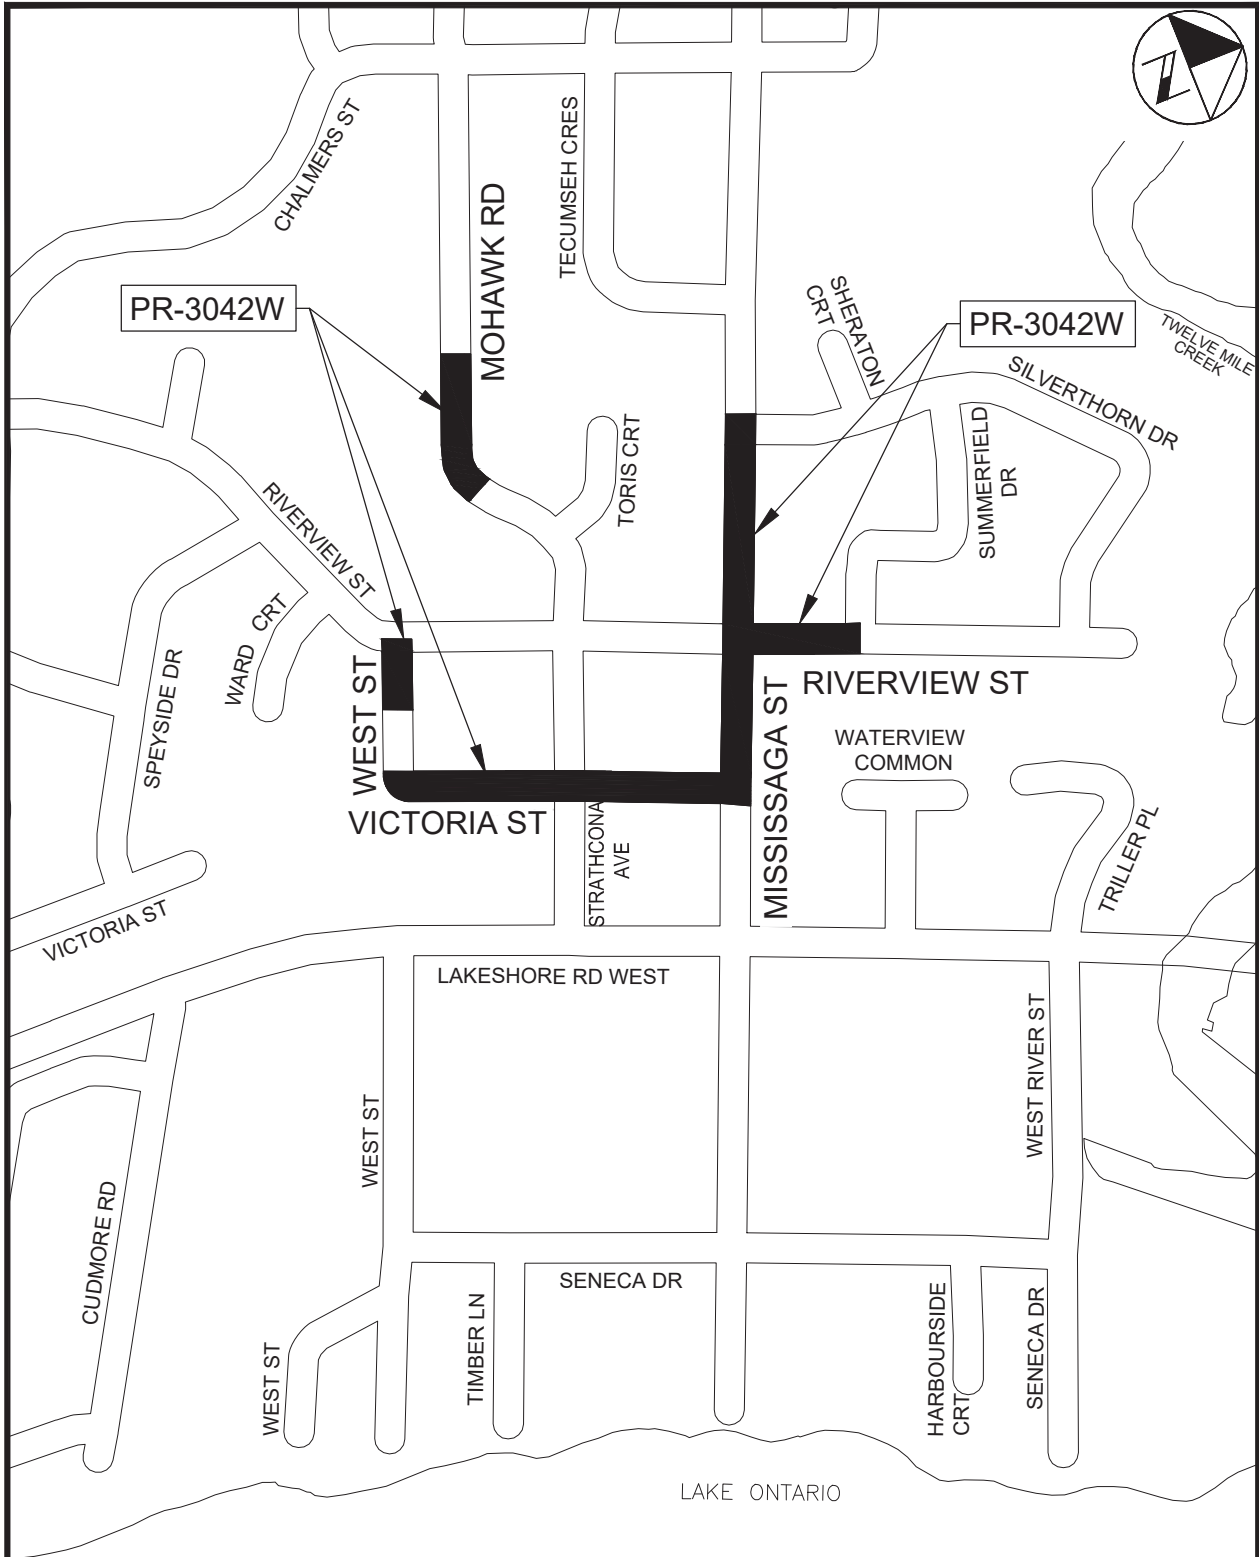 CHALMERS ST
TECUMSEH CRES
MOHAWK RD
PR-3042W
PR-3042W
SHERATON
CRT
TWELVE MILE
CREEK
SILVERTHORN DR
SUMMERFIELD
DR
TORIS CRT
RIVERVIEW ST
WARD CRT
SPEYSIDE DR
WEST ST
RIVERVIEW ST
MISSISSAGA ST
WATERVIEW
COMMON
VICTORIA ST
STRATHCONA
AVE
TRILLER PL
VICTORIA ST
LAKESHORE RD WEST
WEST ST
WEST RIVER ST
CUDMORE RD
SENECA DR
TIMBER LN
WEST ST
HARBOURSIDE
CRT
SENECA DR
LAKE ONTARIO